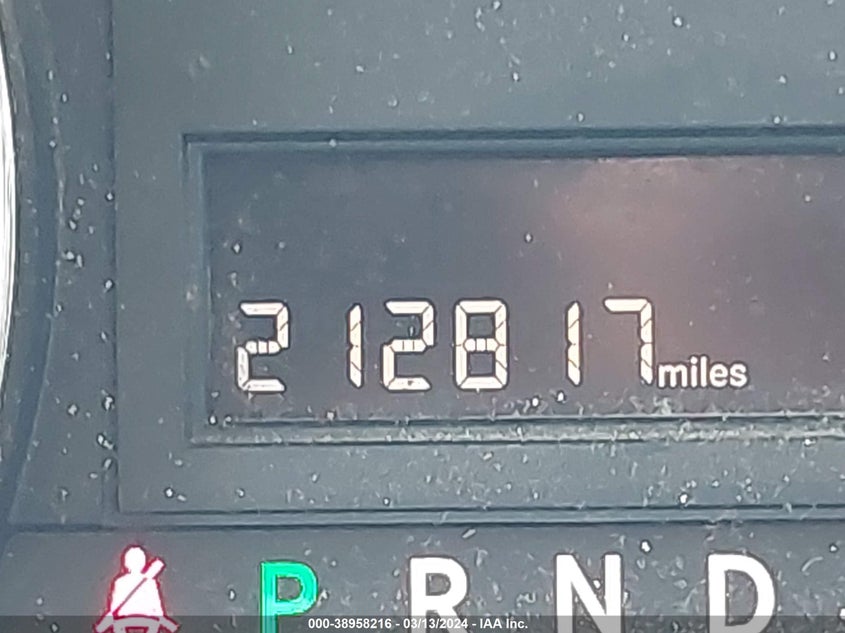 212817 miles
P R N D
000-38958216 - 03/13/2024 - IAA Inc.